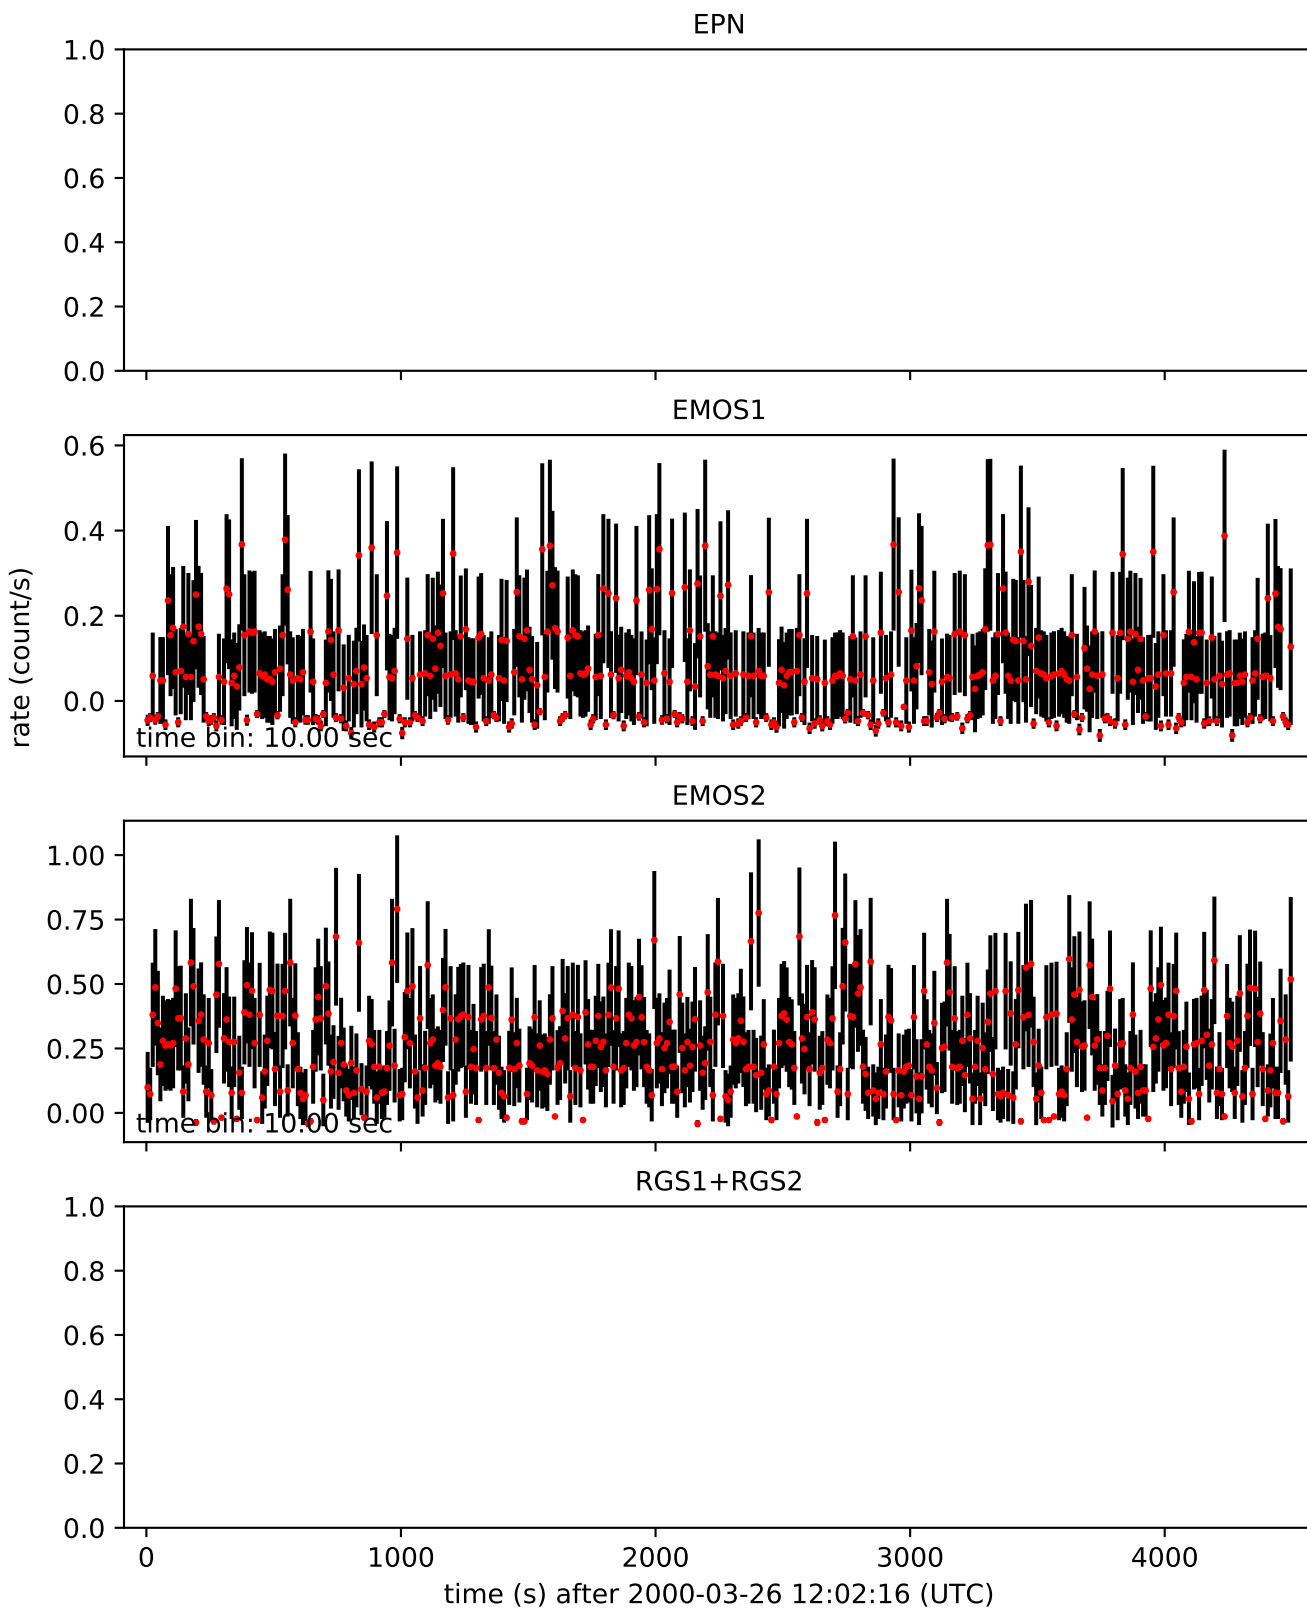 EPN
1.0
0.8
0.6
0.4
0.2
0.0
EMOS1
0.6
0.4
0.2
0.0
rate (count/s)
time bin: 10.00 sec
EMOS2
1.00
0.75
0.50
0.25
0.00
time bin: 10.00 sec
RGS1+RGS2
1.0
0.8
0.6
0.4
0.2
0.0
0 1000 2000 3000 4000
time (s) after 2000-03-26 12:02:16 (UTC)